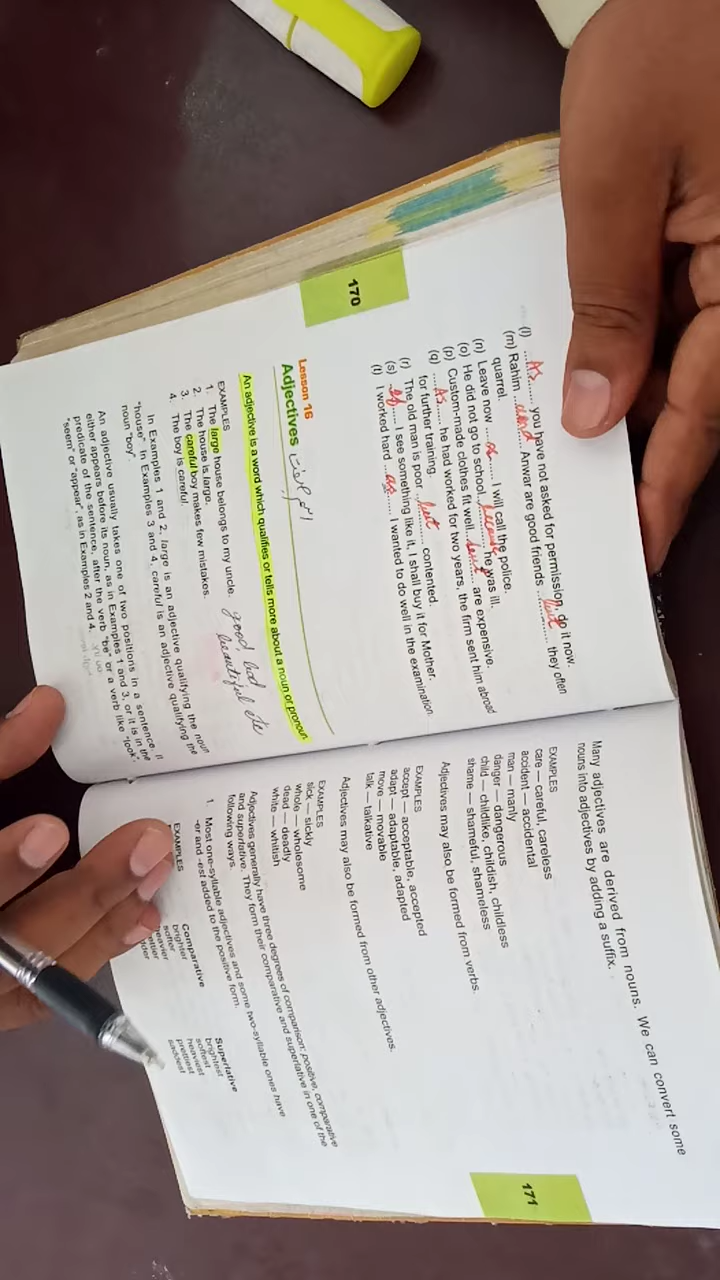 (l) ...As... you have not asked for permission, do it now.
(m) Rahim ...and... Anwar are good friends ...but... they often
quarrel.
(n) Leave now ...or... I will call the police.
(o) He did not go to school ...because... he was ill.
(p) Custom-made clothes fit well ...but... are expensive.
(q) ...As... he had worked for two years, the firm sent him abroad
for further training.
(r) The old man is poor ...but... contented.
(s) ...If... I see something like it, I shall buy it for Mother.
(t) I worked hard ...as... I wanted to do well in the examination.
170
Lesson 16
Adjectives
An adjective is a word which qualifies or tells more about a noun or pronoun.
EXAMPLES
1. The large house belongs to my uncle.
2. The house is large.
3. The careful boy makes few mistakes.
4. The boy is careful.
good, bad
beautiful etc
In Examples 1 and 2, large is an adjective qualifying the noun
"house". In Examples 3 and 4, careful is an adjective qualifying the
noun "boy".
An adjective usually takes one of two positions in a sentence. It
either appears before its noun, as in Examples 1 and 3, or it is in the
predicate of the sentence, after the verb "be" or a verb like "look",
"seem" or "appear", as in Examples 2 and 4.
Many adjectives are derived from nouns. We can convert some
nouns into adjectives by adding a suffix.
EXAMPLES
care — careful, careless
accident — accidental
man — manly
danger — dangerous
child — childlike, childish, childless
shame — shameful, shameless
Adjectives may also be formed from verbs.
EXAMPLES
accept — acceptable, accepted
adapt — adaptable, adapted
move — movable
talk — talkative
Adjectives may also be formed from other adjectives.
EXAMPLES
sick — sickly
whole — wholesome
dead — deadly
white — whitish
Adjectives generally have three degrees of comparison: positive, comparative
and superlative. They form their comparative and superlative in one of the
following ways.
1. Most one-syllable adjectives and some two-syllable ones have
-er and -est added to the positive form.
EXAMPLES
Comparative Superlative
brighter brightest
softer softest
heavier heaviest
prettiest
saddest
171